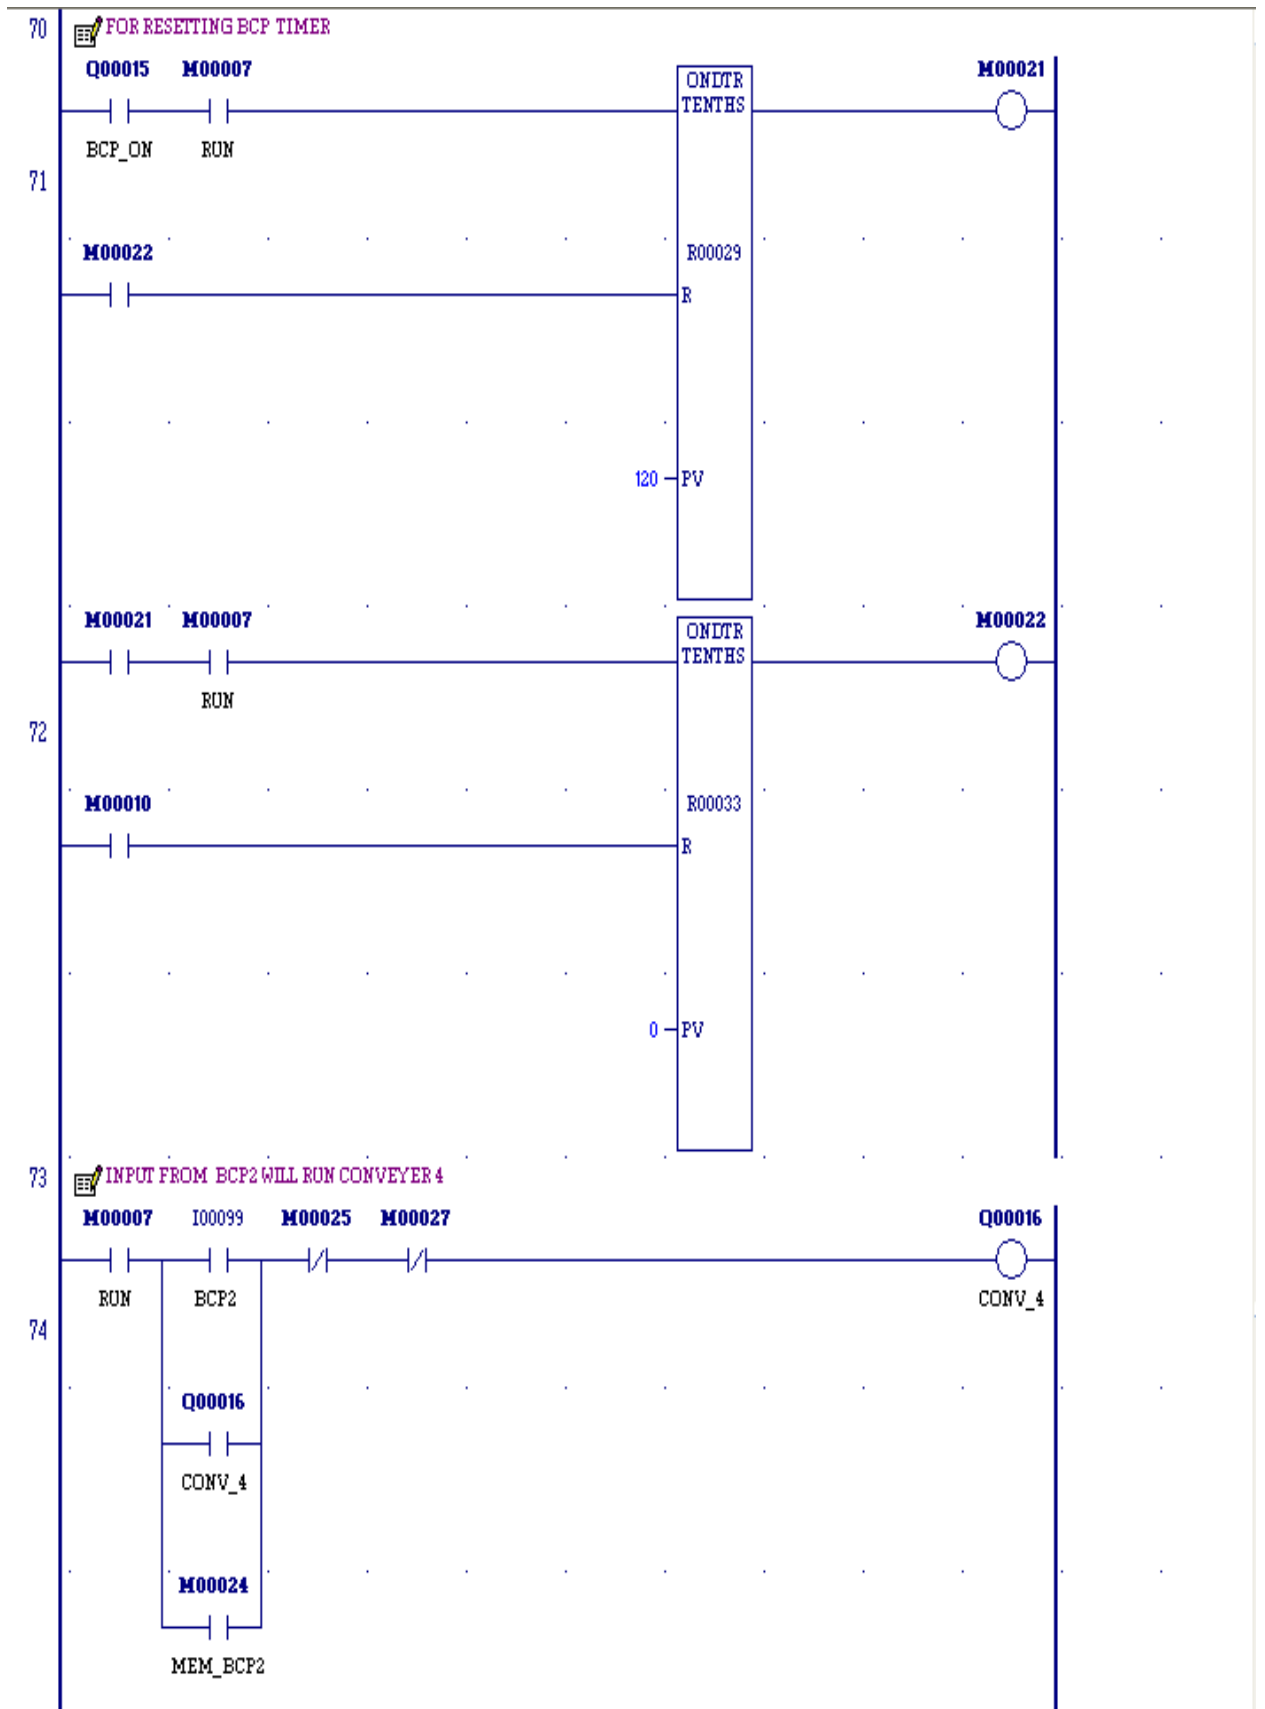 70 FOR RESETTING BCP TIMER
Q00015 M00007 ONDTR TENTHS M00021
BCP_ON RUN
71
M00022 R00029
R
120 PV
M00021 M00007 ONDTR TENTHS M00022
RUN
72
M00010 R00033
R
0 PV
73 INPUT FROM BCP2 WILL RUN CONVEYER 4
M00007 I00099 M00025 M00027 Q00016
RUN BCP2 CONV_4
74
Q00016
CONV_4
M00024
MEM_BCP2